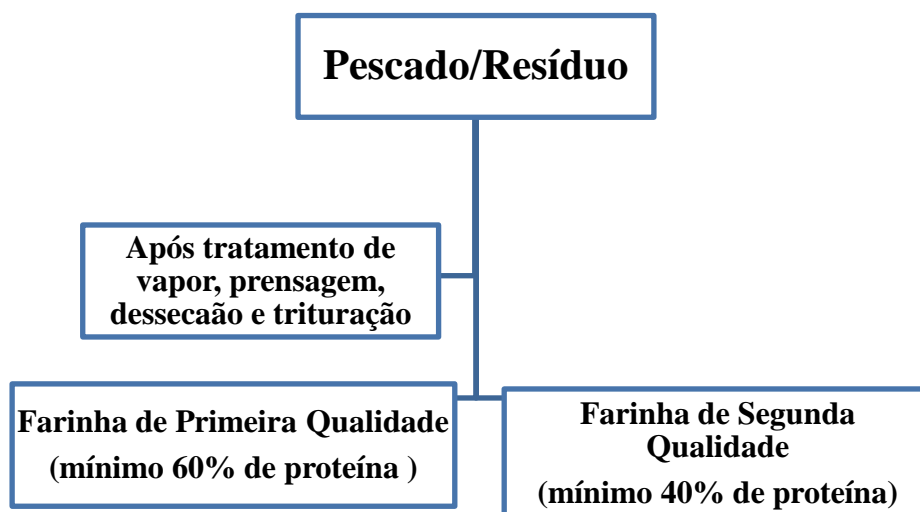 Pescado/Resíduo
Após tratamento de
vapor, prensagem,
dessecaão e trituração
Farinha de Primeira Qualidade
(mínimo 60% de proteína )
Farinha de Segunda
Qualidade
(mínimo 40% de proteína)